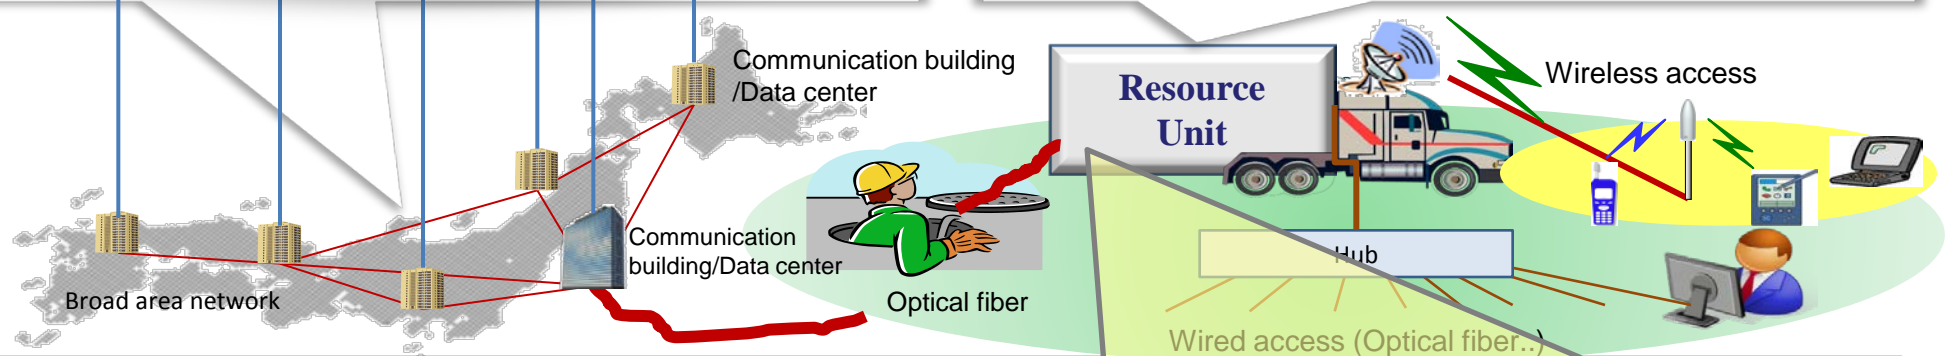 Communication building
/Data center
Communication
building/Data center
Broad area network
Optical fiber
Resource
Unit
Wireless access
Hub
Wired access (Optical fiber..)